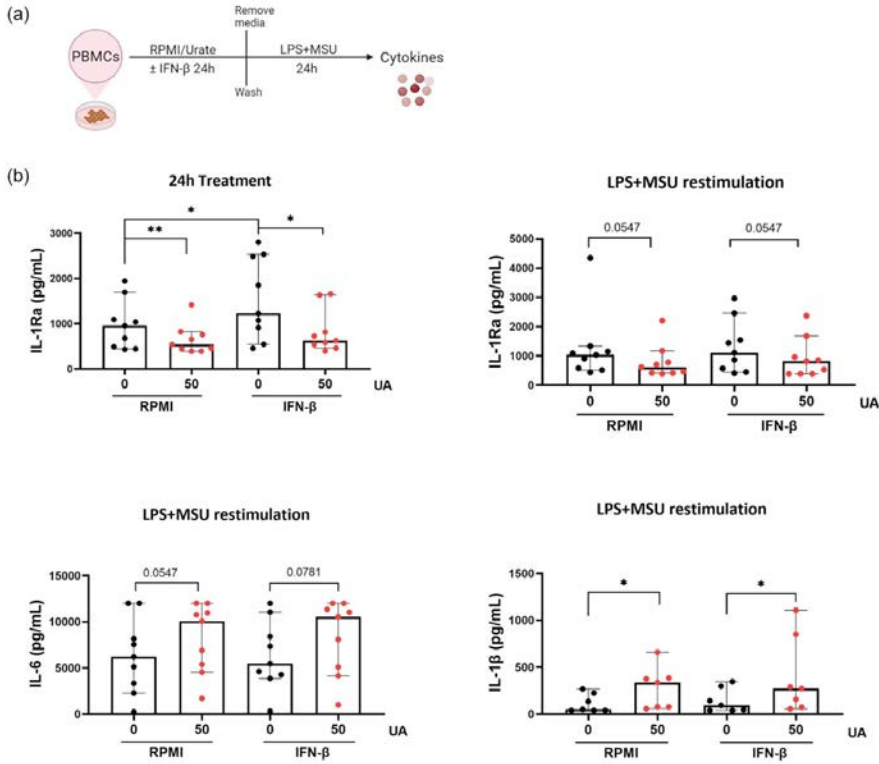 (a)
Remove
media
PBMCs
RPMI/Urate
LPS+MSU
Cytokines
± IFN-β 24h
24h
Wash
(b)
24h Treatment
IL-1Ra (pg/mL)
3000
2000
1000
0
*
**
*
0
50
0
50
UA
RPMI
IFN-β
LPS+MSU restimulation
IL-1Ra (pg/mL)
5000
4000
3000
2000
1000
0
0.0547
0.0547
0
50
0
50
UA
RPMI
IFN-β
LPS+MSU restimulation
IL-6 (pg/mL)
15000
10000
5000
0
0.0547
0.0781
0
50
0
50
UA
RPMI
IFN-β
LPS+MSU restimulation
IL-1β (pg/mL)
1500
1000
500
0
*
*
0
50
0
50
UA
RPMI
IFN-β